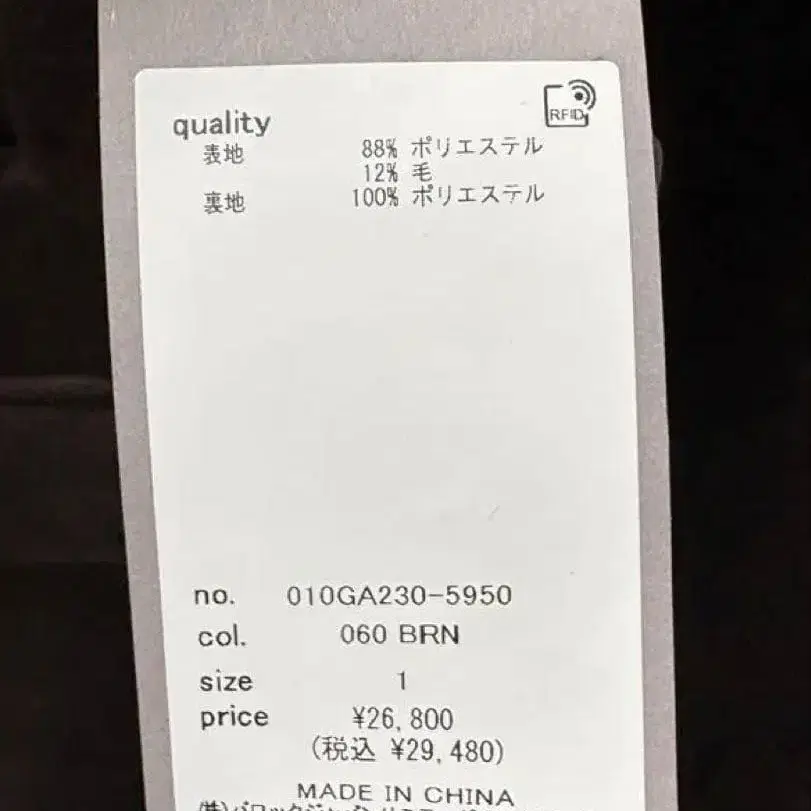 RFID
quality
表地 88% ポリエステル
12% 毛
裏地 100% ポリエステル
no. 010GA230-5950
col. 060 BRN
size 1
price ¥26,800
(税込 ¥29,480)
MADE IN CHINA